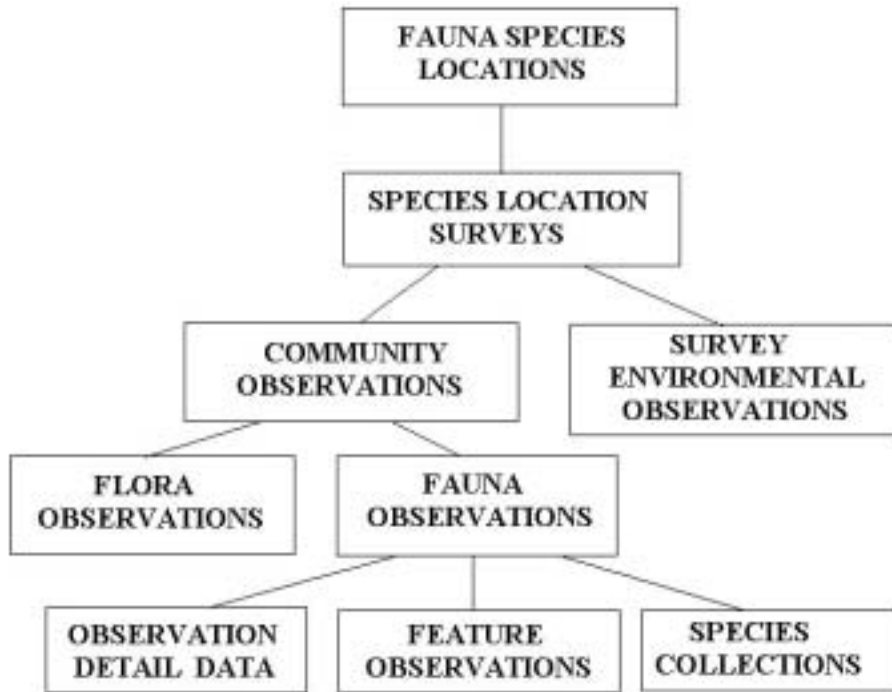 FAUNA SPECIES
LOCATIONS
SPECIES LOCATION
SURVEYS
COMMUNITY
OBSERVATIONS
SURVEY
ENVIRONMENTAL
OBSERVATIONS
FLORA
OBSERVATIONS
FAUNA
OBSERVATIONS
OBSERVATION
DETAIL DATA
FEATURE
OBSERVATIONS
SPECIES
COLLECTIONS